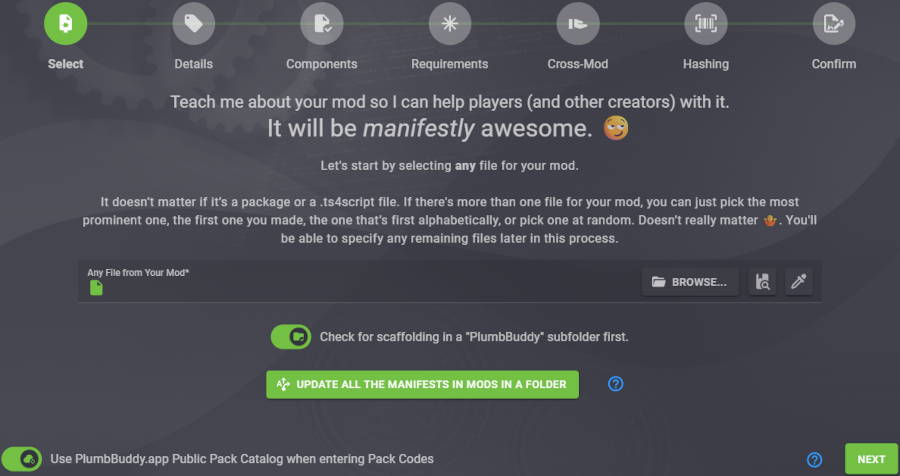 Select
Details
Components
Requirements
Cross-Mod
Hashing
Confirm
Teach me about your mod so I can help players (and other creators) with it.
It will be manifestly awesome.
Let's start by selecting any file for your mod.
It doesn't matter if it's a package or a .ts4script file. If there's more than one file for your mod, you can just pick the most
prominent one, the first one you made, the one that's first alphabetically, or pick one at random. Doesn't really matter 🤷. You'll
be able to specify any remaining files later in this process.
Any File from Your Mod*
BROWSE...
Check for scaffolding in a "PlumbBuddy" subfolder first.
UPDATE ALL THE MANIFESTS IN MODS IN A FOLDER
Use PlumbBuddy.app Public Pack Catalog when entering Pack Codes
NEXT